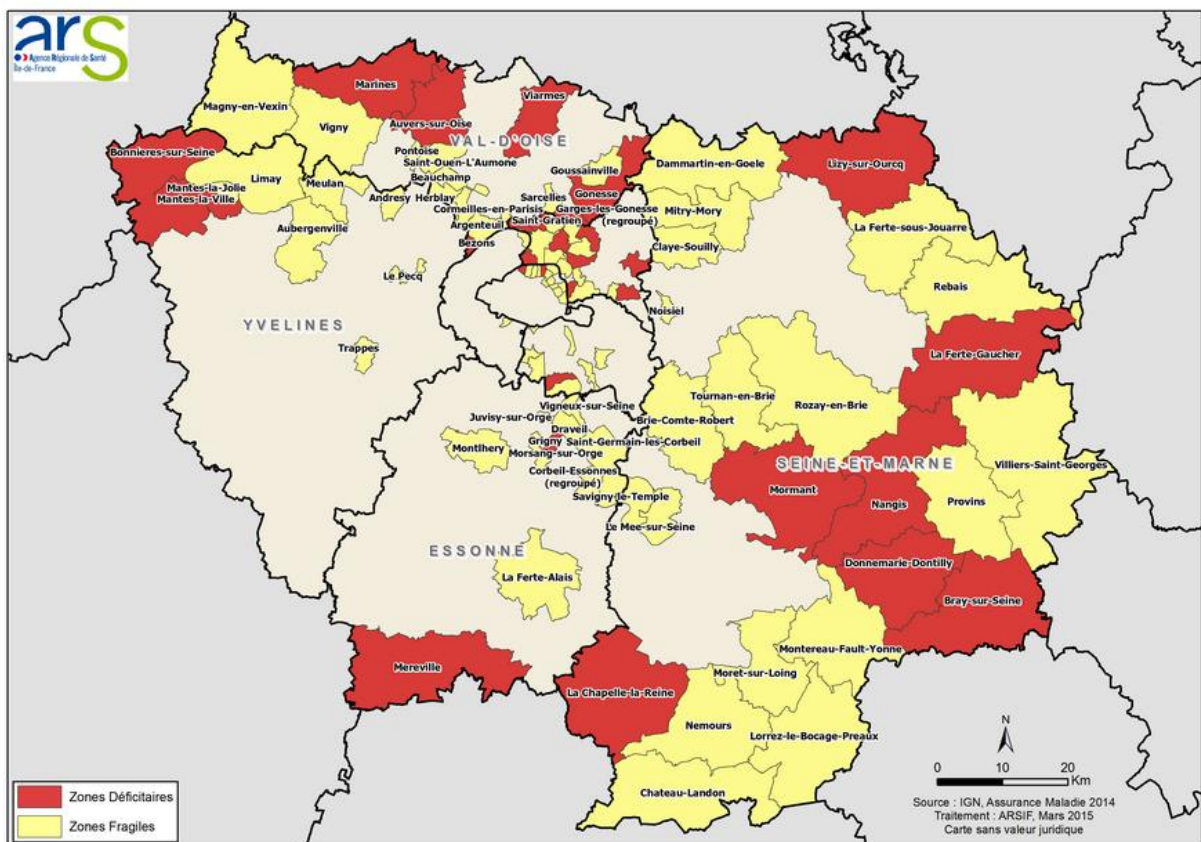 ars
Agence Régionale de Santé
Île-de-France
Marines
Viarmes
Magny-en-Vexin
Vigny
Auvers-sur-Oise
VAL-D'OISE
Bonnieres-sur-Seine
Pontoise
Saint-Ouen-L'Aumone
Dammartin-en-Goele
Lizy-sur-Ourcq
Goussainville
Beauchamp
Limay
Meulan
Mantes-la-Jolie
Mantes-la-Ville
Andresy
Herblay
Sarcelles
Gonesse
Cormeilles-en-Parisis
Garges-les-Gonesse
(regroupé)
Mitry-Mory
Saint-Gratien
Argenteuil
Aubergenville
La Ferte-sous-Jouarre
Bezons
Claye-Souilly
Le Pecq
Rebais
Noisiel
YVELINES
Trappes
La Ferte-Gaucher
Tournan-en-Brie
Rozay-en-Brie
Vigneux-sur-Seine
Juvisy-sur-Orge
Brie-Comte-Robert
Draveil
Grigny
Saint-Germain-les-Corbeil
Montlhery
Morsang-sur-Orge
SEINE-ET-MARNE
Villiers-Saint-Georges
Corbeil-Essonnes
(regroupé)
Mormant
Provins
Savigny-le-Temple
Nangis
Le Mee-sur-Seine
ESSONNE
Donnemarie-Dontilly
La Ferte-Alais
Bray-sur-Seine
Montereau-Fault-Yonne
Mereville
Moret-sur-Loing
La Chapelle-la-Reine
Nemours
Lorrez-le-Bocage-Preaux
Chateau-Landon
N
0 10 20
Km
Zones Déficitaires
Zones Fragiles
Source : IGN, Assurance Maladie 2014
Traitement : ARSIF, Mars 2015
Carte sans valeur juridique